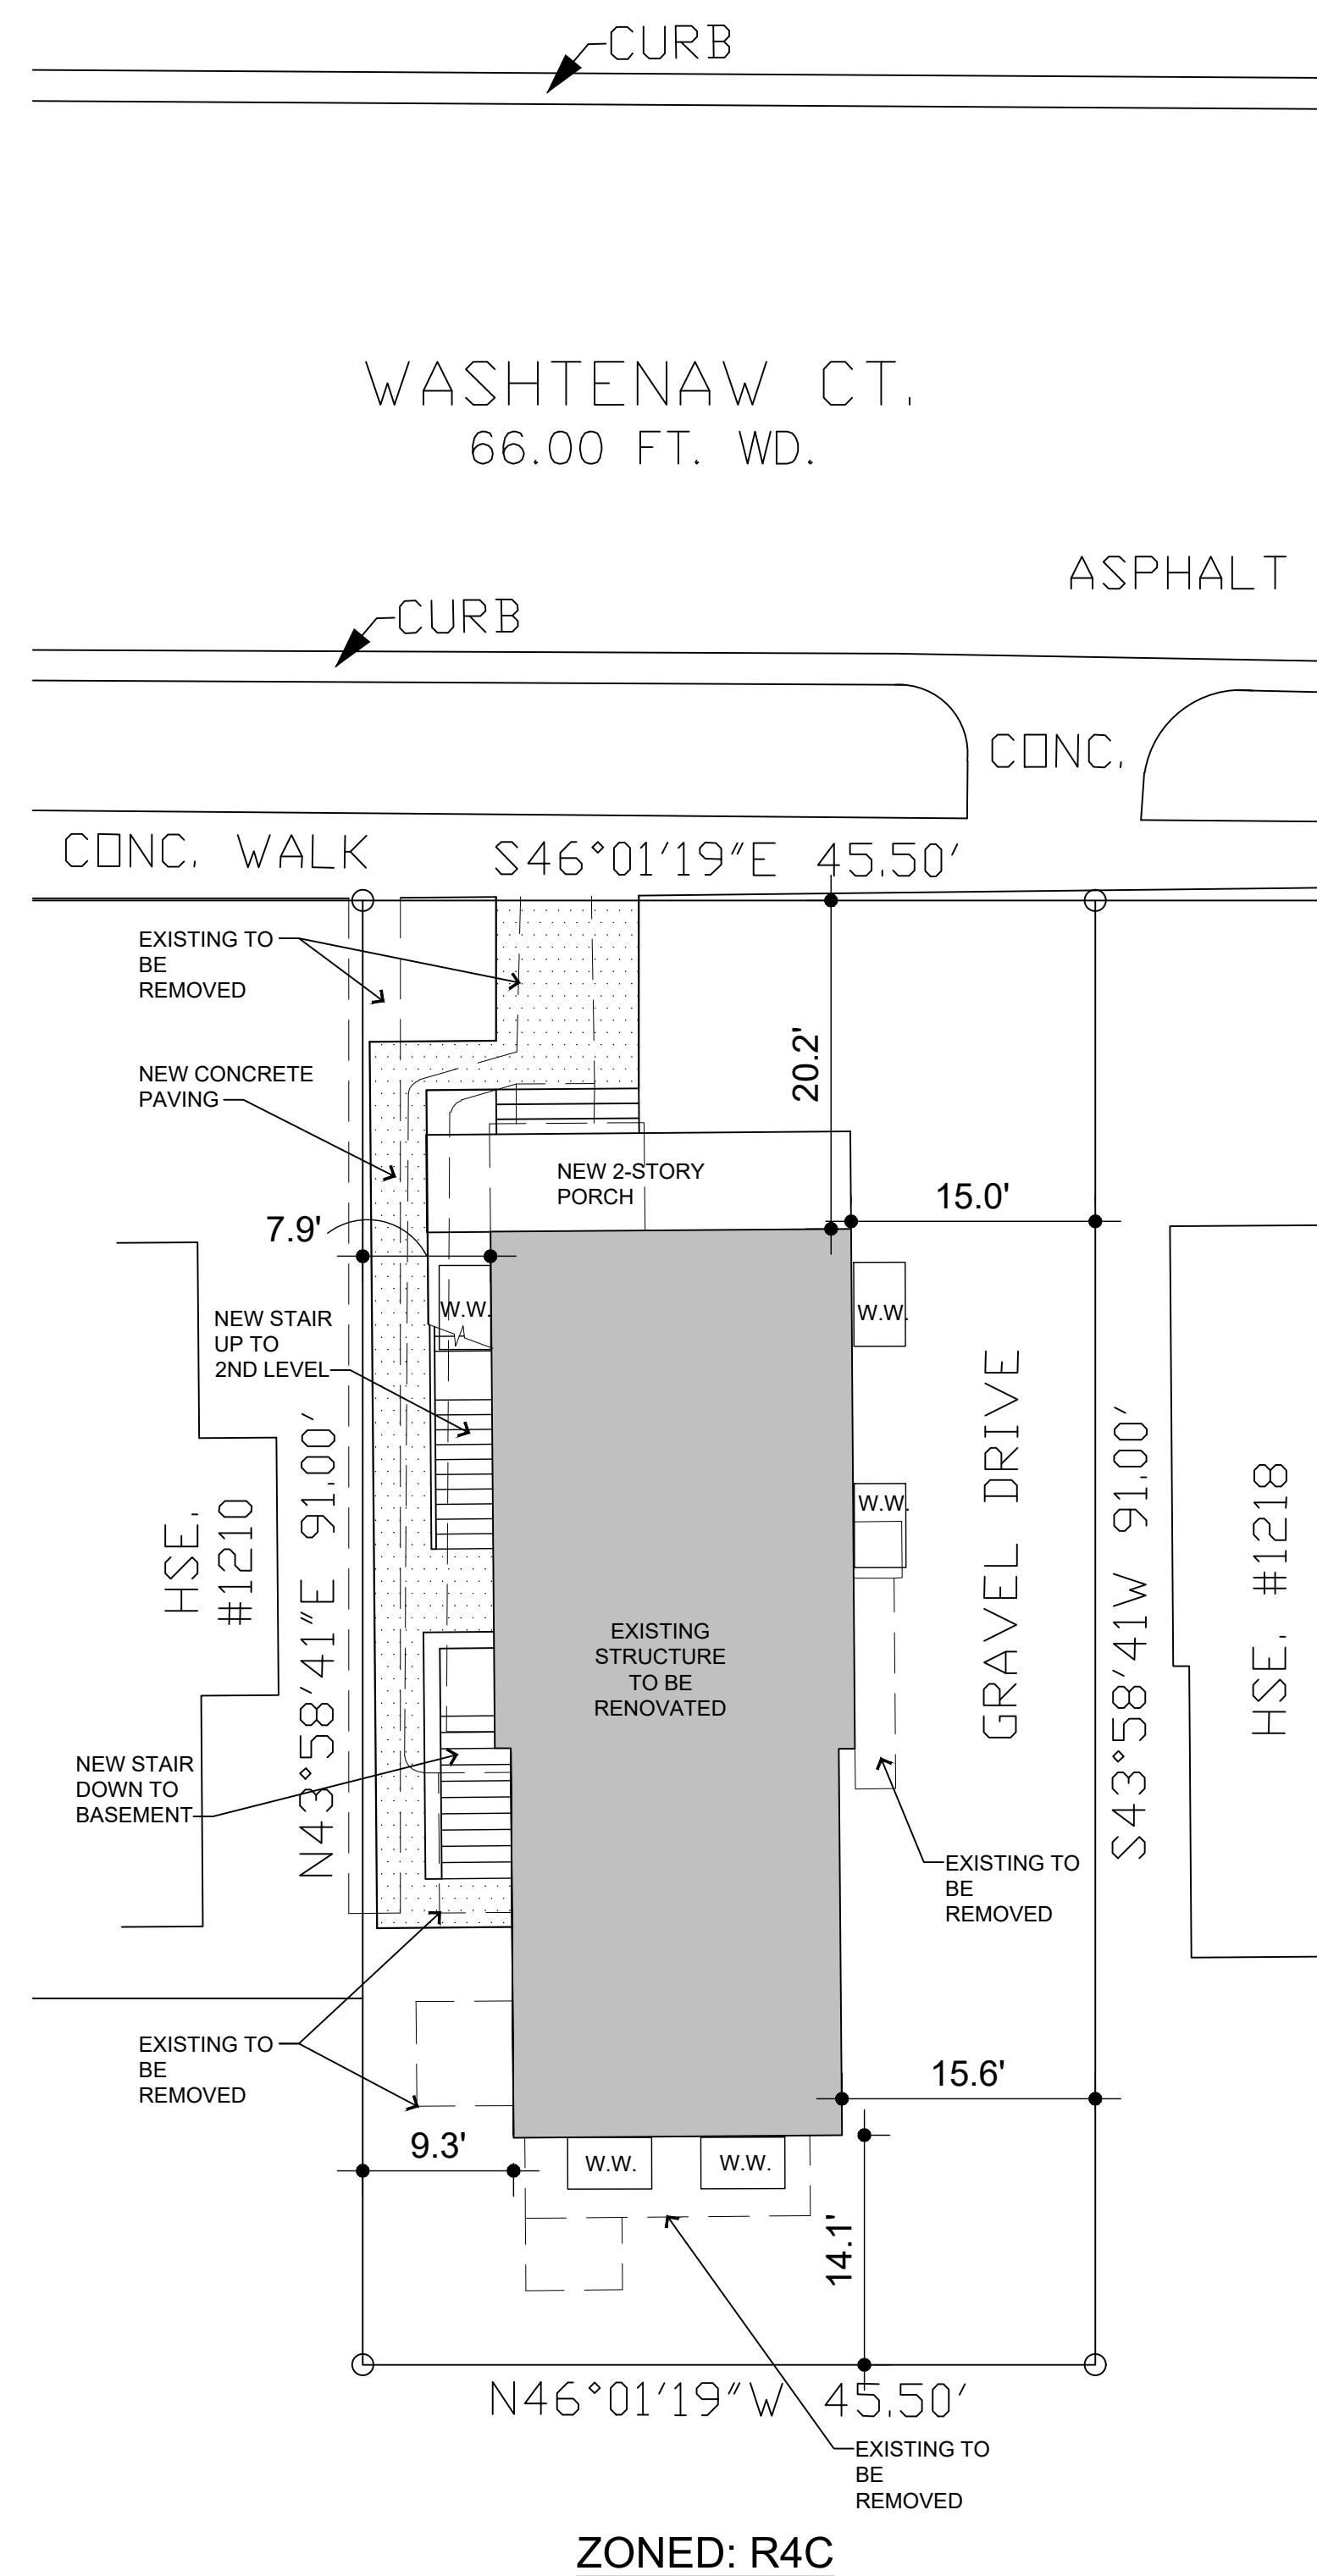 CURB
WASHTENAW CT.
66.00 FT. WD.
ASPHALT
CURB
CONC.
CONC. WALK
S46°01'19"E 45.50'
EXISTING TO
BE
REMOVED
20.2'
NEW CONCRETE
PAVING
NEW 2-STORY
PORCH
15.0'
7.9'
W.W.
W.W.
NEW STAIR
UP TO
2ND LEVEL
W.W.
HSE.
#1210
N43°58'41"E 91.00'
GRAVEL DRIVE
S43°58'41W 91.00'
HSE. #1218
EXISTING
STRUCTURE
TO BE
RENOVATED
NEW STAIR
DOWN TO
BASEMENT
EXISTING TO
BE
REMOVED
EXISTING TO
BE
REMOVED
15.6'
9.3'
W.W.
W.W.
14.1'
N46°01'19"W 45.50'
EXISTING TO
BE
REMOVED
ZONED: R4C